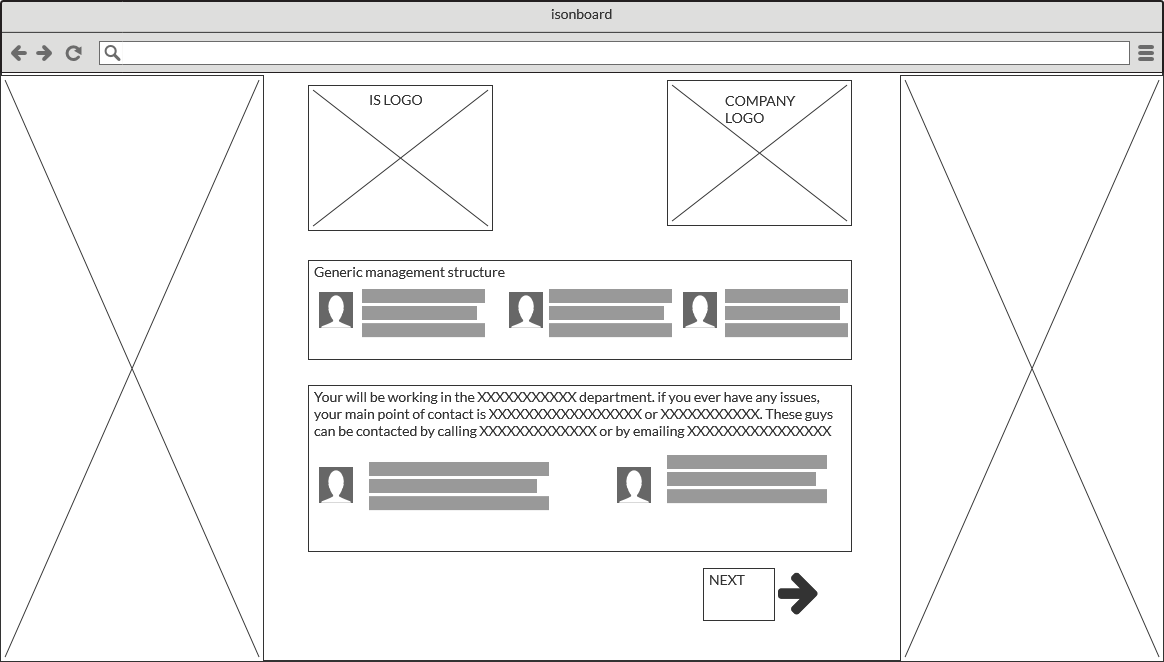 isonboard
IS LOGO
COMPANY
LOGO
Generic management structure
Your will be working in the XXXXXXXXXXX department. if you ever have any issues,
your main point of contact is XXXXXXXXXXXXXXXXX or XXXXXXXXXXX. These guys
can be contacted by calling XXXXXXXXXXXXX or by emailing XXXXXXXXXXXXXXXX
NEXT